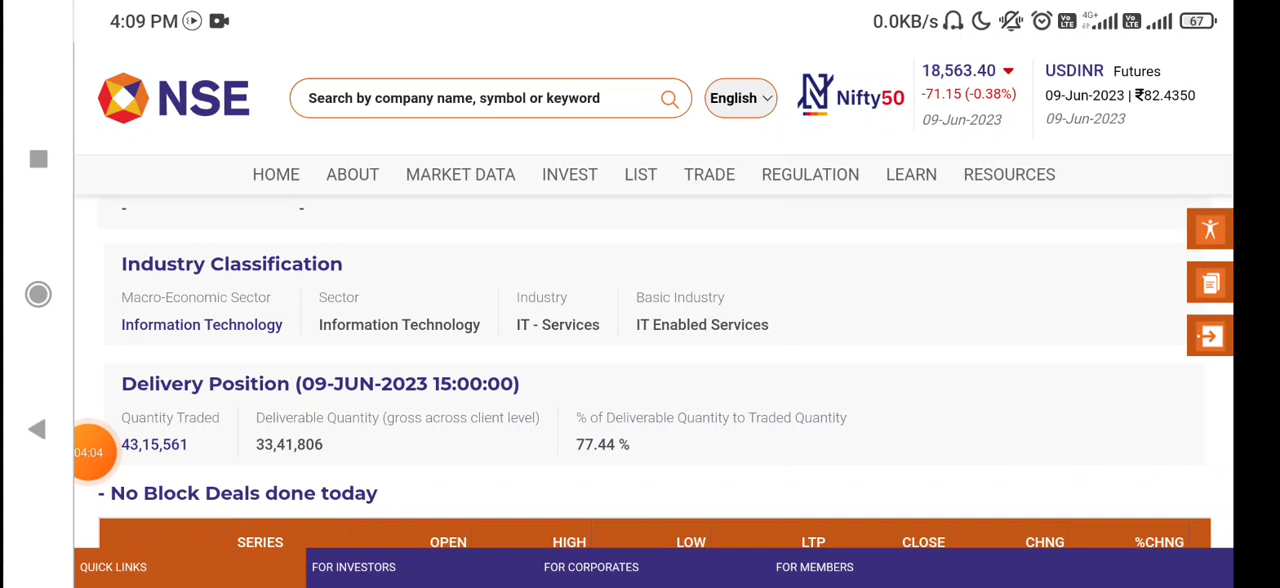 4:09 PM 0.0KB/s Vo LTE 4G+ Vo LTE 67
NSE
Search by company name, symbol or keyword
English
Nifty50
18,563.40
-71.15 (-0.38%)
09-Jun-2023
USDINR Futures
09-Jun-2023 | ₹82.4350
09-Jun-2023
HOME ABOUT MARKET DATA INVEST LIST TRADE REGULATION LEARN RESOURCES
- -
Industry Classification
Macro-Economic Sector Sector Industry Basic Industry
Information Technology Information Technology IT - Services IT Enabled Services
Delivery Position (09-JUN-2023 15:00:00)
Quantity Traded Deliverable Quantity (gross across client level) % of Deliverable Quantity to Traded Quantity
04:04 43,15,561 33,41,806 77.44 %
- No Block Deals done today
SERIES OPEN HIGH LOW LTP CLOSE CHNG %CHNG
QUICK LINKS FOR INVESTORS FOR CORPORATES FOR MEMBERS